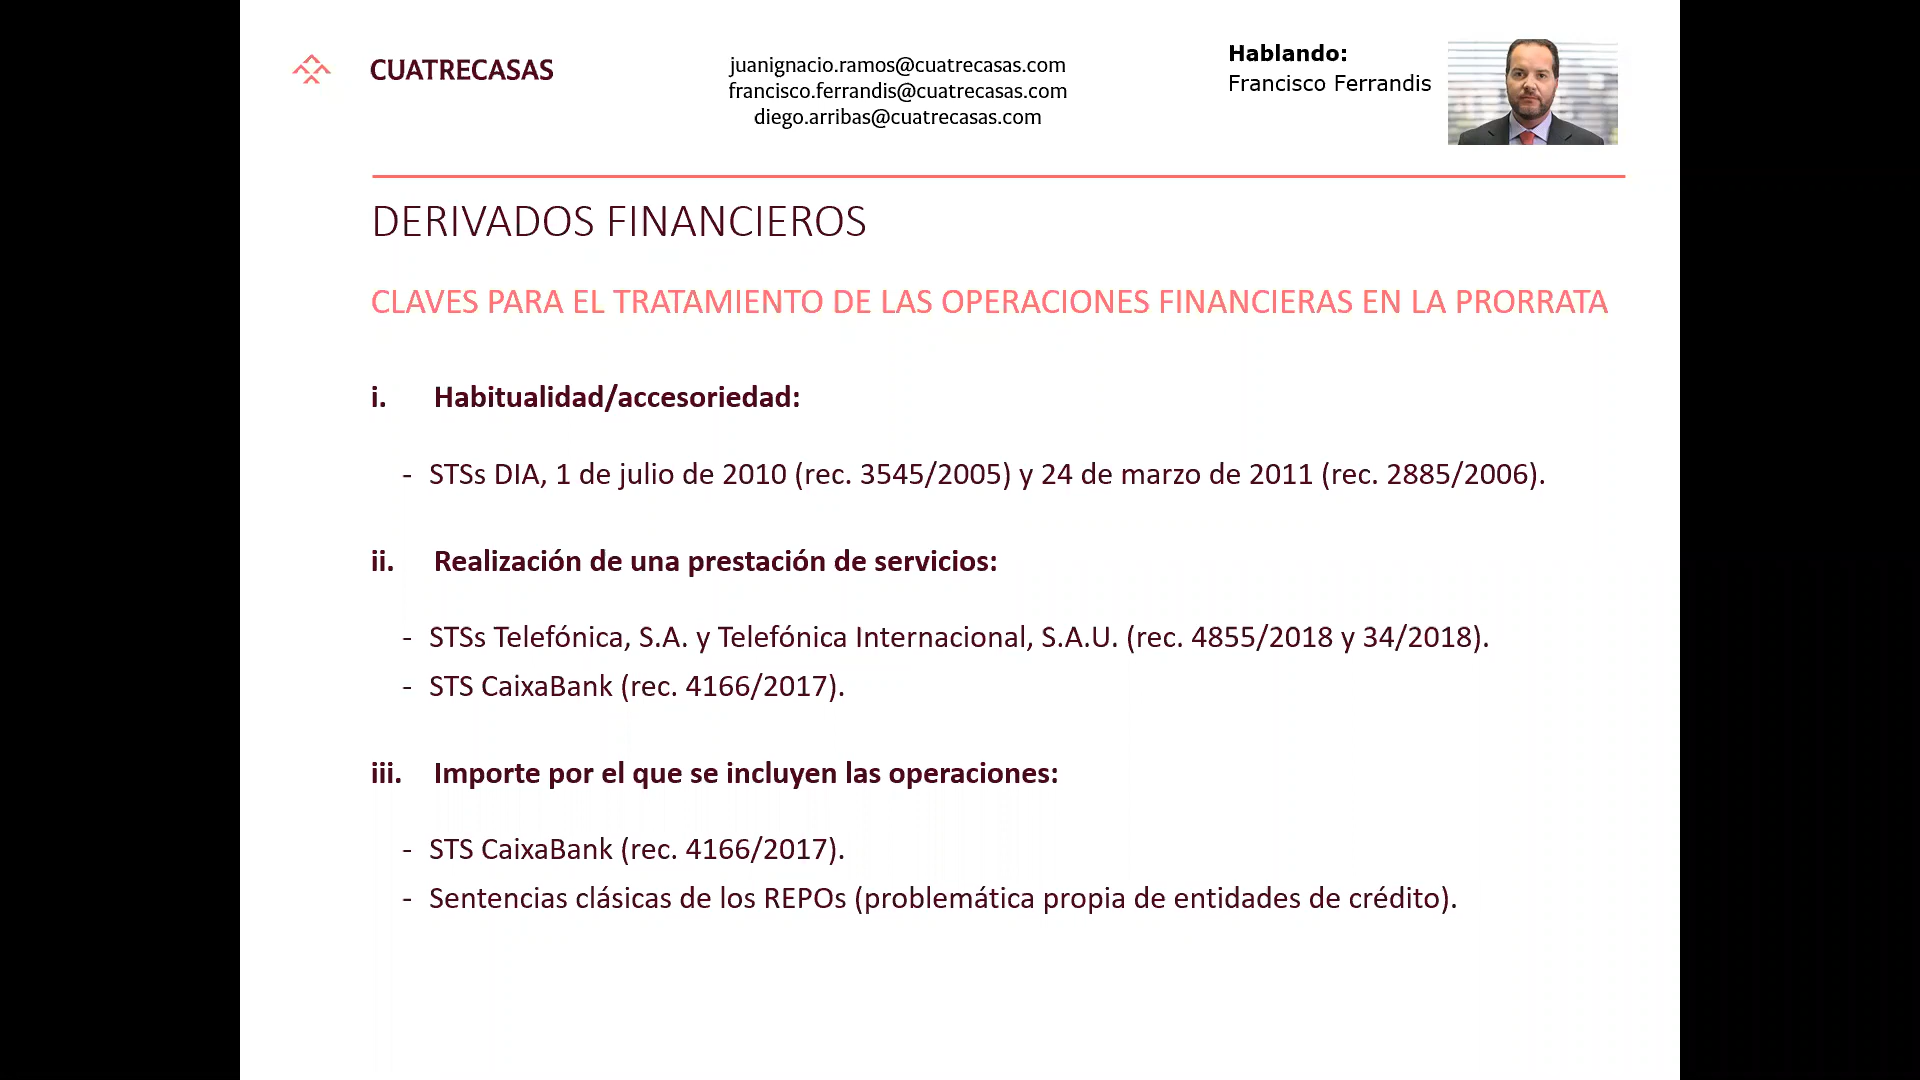 CUATRECASAS
juanignacio.ramos@cuatrecasas.com
francisco.ferrandis@cuatrecasas.com
diego.arribas@cuatrecasas.com
Hablando:
Francisco Ferrandis
DERIVADOS FINANCIEROS
CLAVES PARA EL TRATAMIENTO DE LAS OPERACIONES FINANCIERAS EN LA PRORRATA
i. Habitualidad/accesoriedad:
- STSs DIA, 1 de julio de 2010 (rec. 3545/2005) y 24 de marzo de 2011 (rec. 2885/2006).
ii. Realización de una prestación de servicios:
- STSs Telefónica, S.A. y Telefónica Internacional, S.A.U. (rec. 4855/2018 y 34/2018).
- STS CaixaBank (rec. 4166/2017).
iii. Importe por el que se incluyen las operaciones:
- STS CaixaBank (rec. 4166/2017).
- Sentencias clásicas de los REPOs (problemática propia de entidades de crédito).